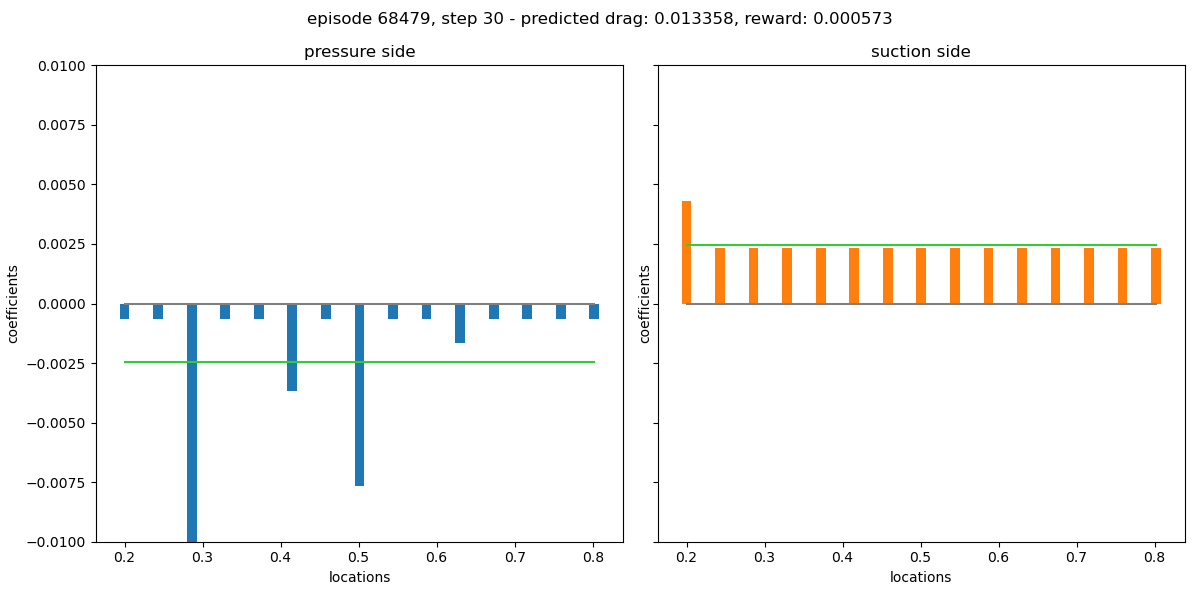 episode 68479, step 30 - predicted drag: 0.013358, reward: 0.000573
pressure side
suction side
0.0100
0.0075
0.0050
0.0025
0.0000
−0.0025
−0.0050
−0.0075
−0.0100
coefficients
coefficients
0.2 0.3 0.4 0.5 0.6 0.7 0.8
0.2 0.3 0.4 0.5 0.6 0.7 0.8
locations
locations